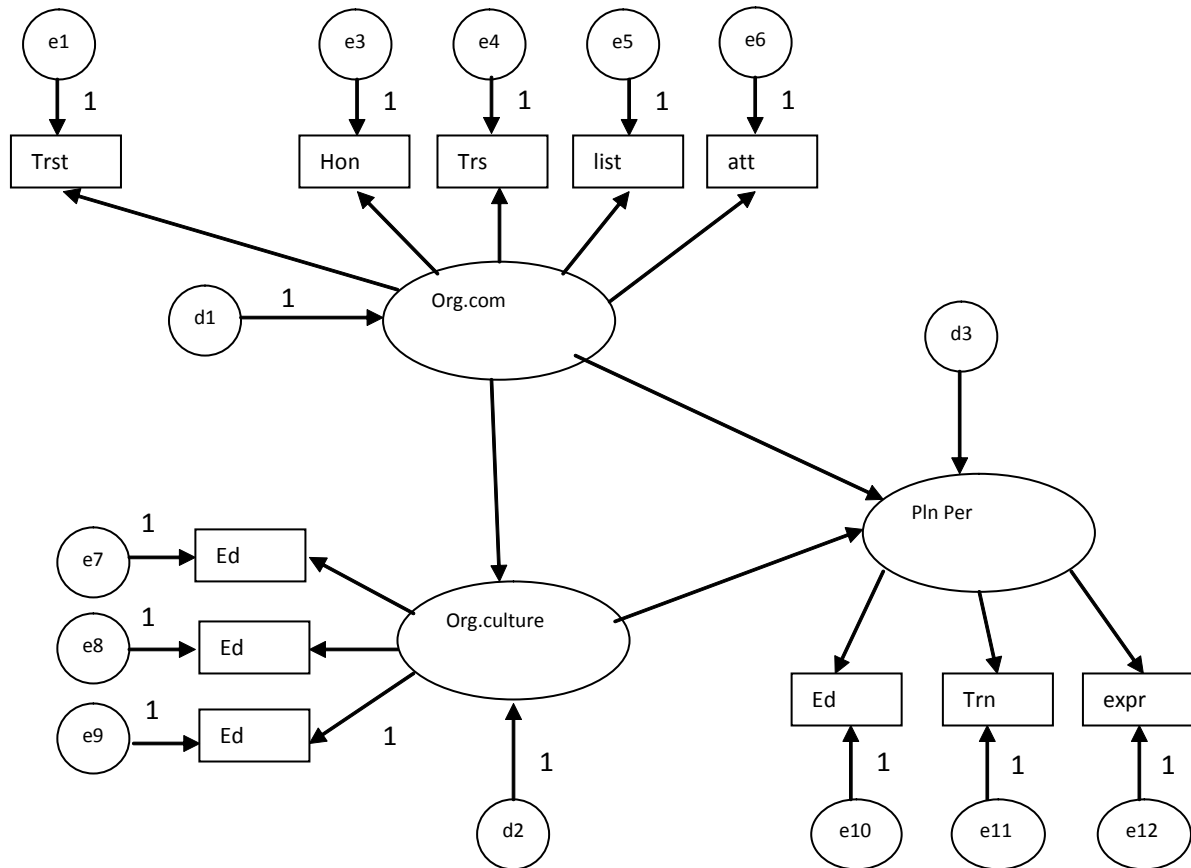 e1
e3
e4
e5
e6
1
1
1
1
1
Trst
Hon
Trs
list
att
Org.com
d1
1
d3
Pln Per
e7
1
Ed
e8
1
Ed
Org.culture
e9
1
Ed
1
Ed
Trn
expr
1
1
1
1
d2
e10
e11
e12